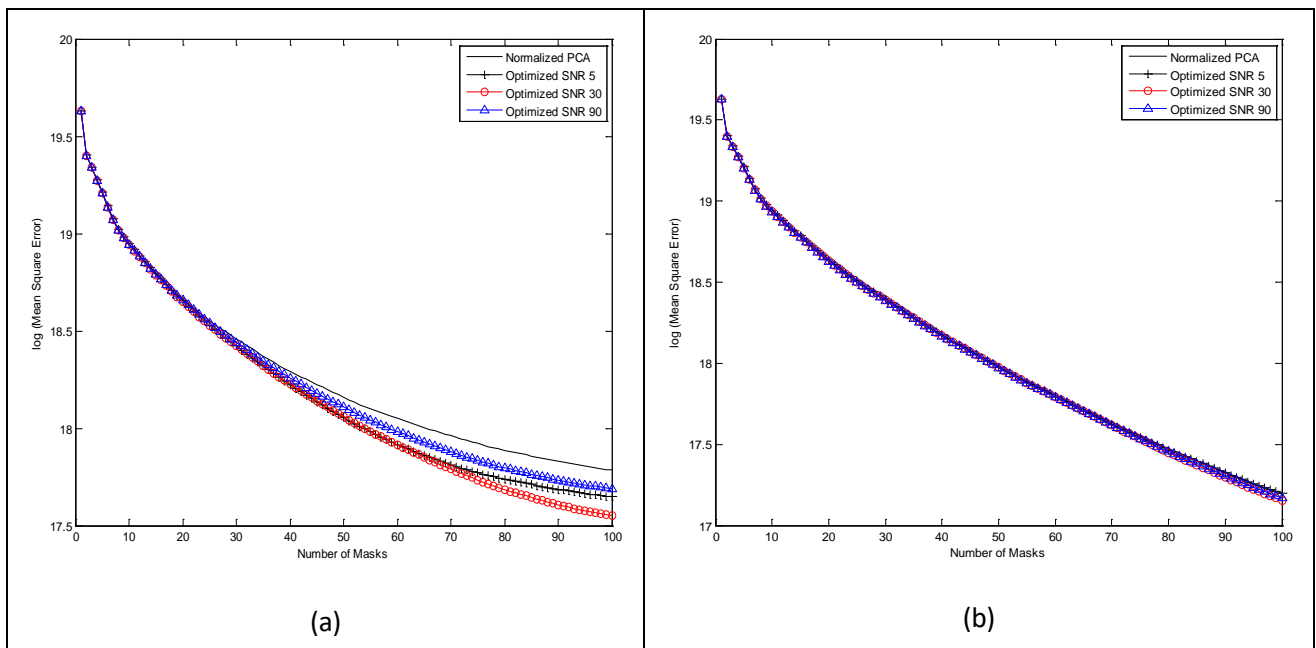 20
19.5
19
18.5
18
17.5
log (Mean Square Error)
0 10 20 30 40 50 60 70 80 90 100
Number of Masks
Normalized PCA
Optimized SNR 5
Optimized SNR 30
Optimized SNR 90
(a)
20
19.5
19
18.5
18
17.5
17
log (Mean Square Error)
0 10 20 30 40 50 60 70 80 90 100
Number of Masks
Normalized PCA
Optimized SNR 5
Optimized SNR 30
Optimized SNR 90
(b)